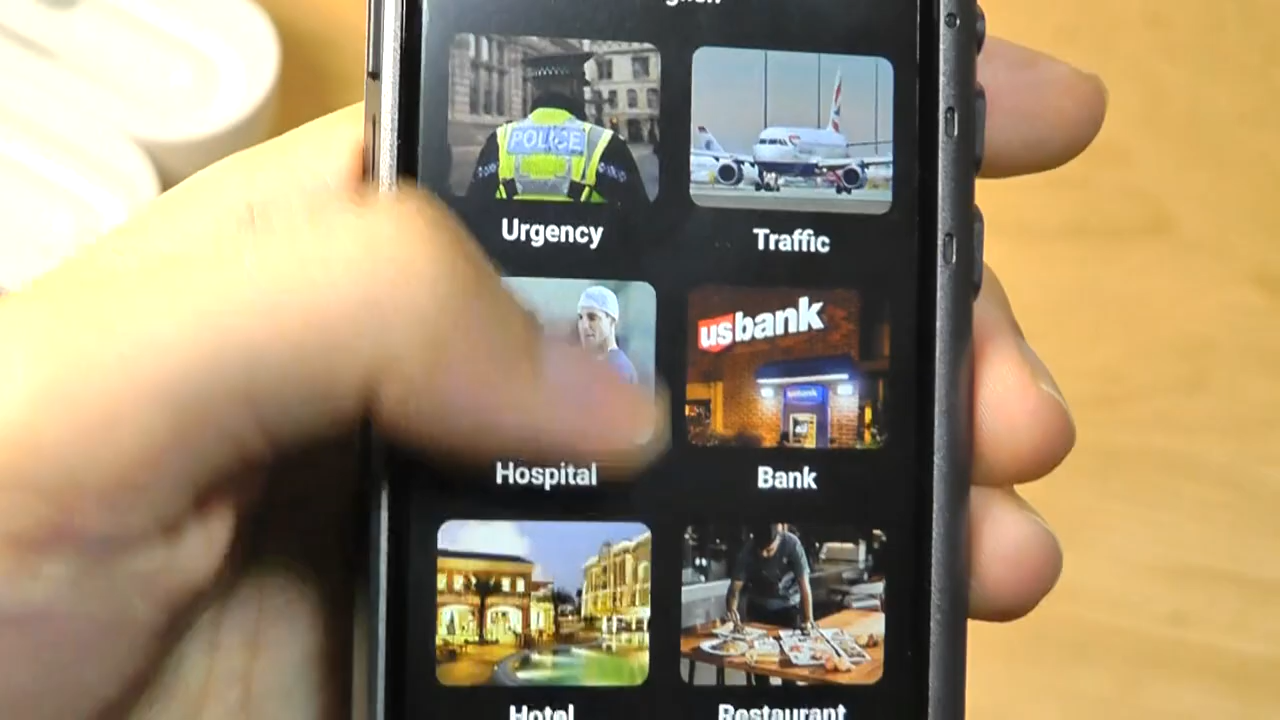 POLICE
Urgency
Traffic
usbank
Hospital
Bank
Hotel
Restaurant